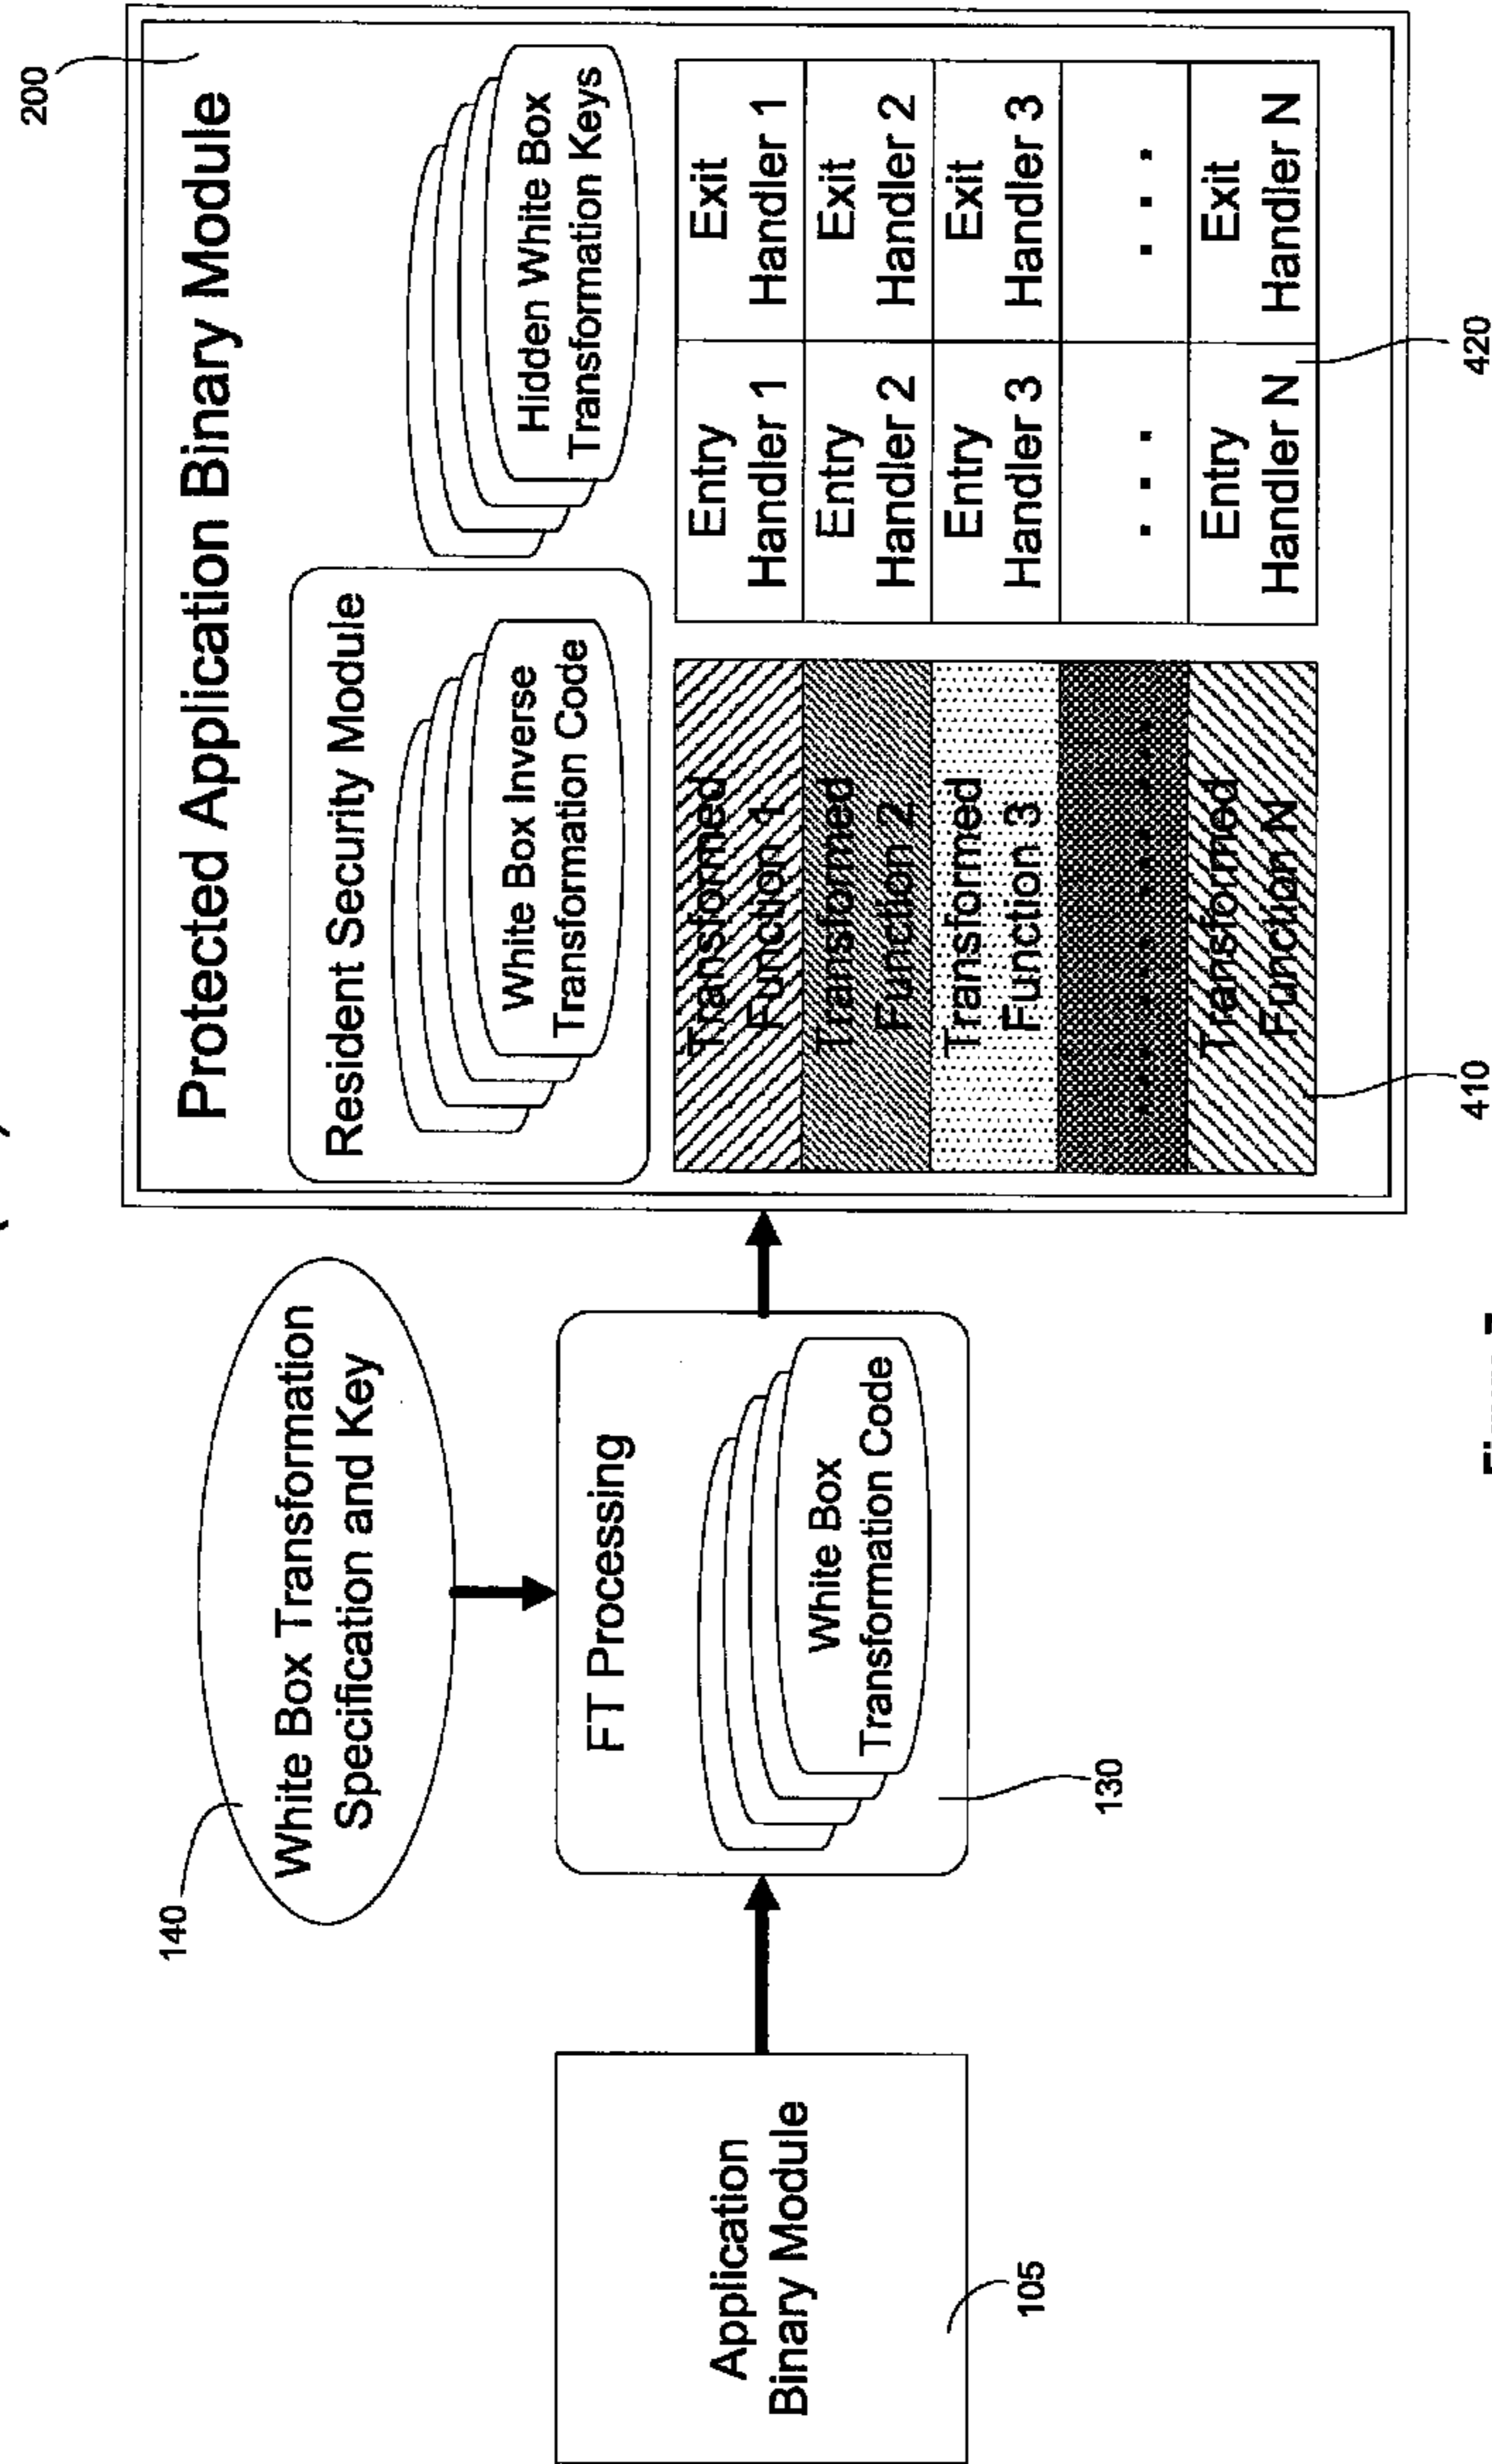 200
Protected Application Binary Module
Resident Security Module
White Box Inverse
Transformation Code
Hidden White Box
Transformation Keys
Transformed
Function 1
Entry
Handler 1
Exit
Handler 1
Transformed
Function 2
Entry
Handler 2
Exit
Handler 2
Transformed
Function 3
Entry
Handler 3
Exit
Handler 3
...
...
Transformed
Function N
Entry
Handler N
Exit
Handler N
410
420
140
White Box Transformation
Specification and Key
FT Processing
White Box
Transformation Code
130
Application
Binary Module
105